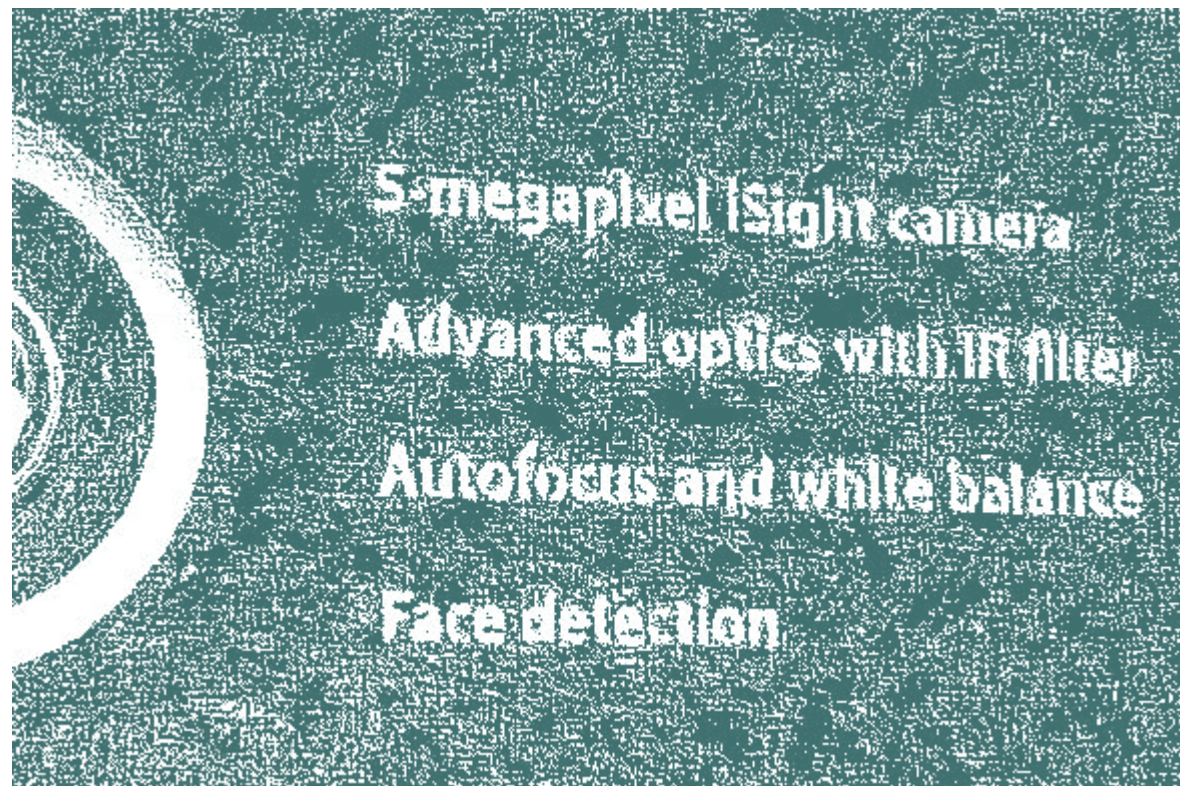 5-megapixel iSight camera
Advanced optics with IR filter
Autofocus and white balance
Face detection